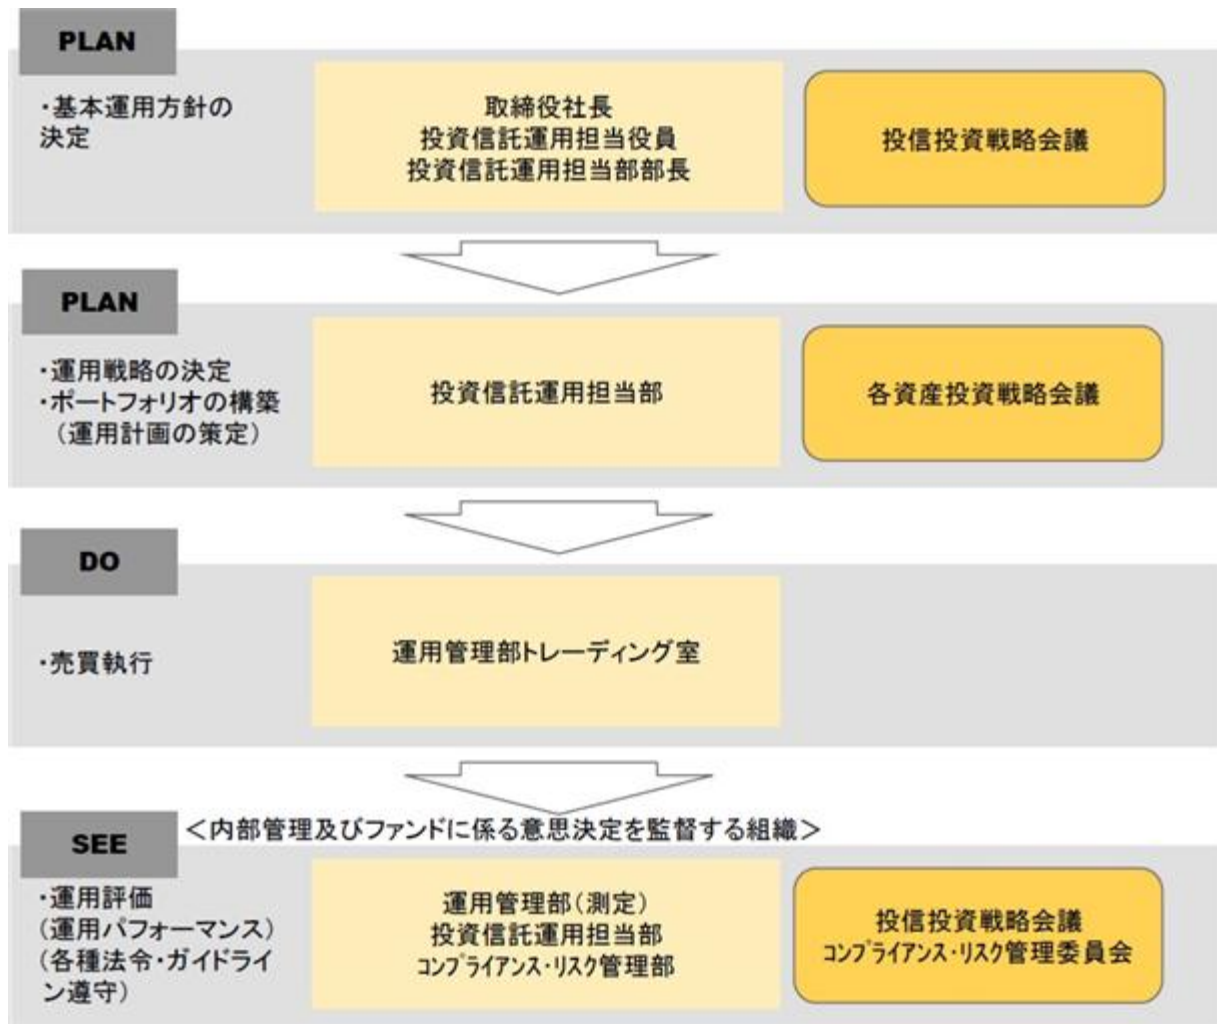 PLAN
・基本運用方針の
決定
取締役社長
投資信託運用担当役員
投資信託運用担当部部長
投信投資戦略会議
PLAN
・運用戦略の決定
・ポートフォリオの構築
（運用計画の策定）
投資信託運用担当部
各資産投資戦略会議
DO
・売買執行
運用管理部トレーディング室
SEE
＜内部管理及びファンドに係る意思決定を監督する組織＞
・運用評価
(運用パフォーマンス)
(各種法令・ガイドライ
ン遵守)
運用管理部（測定）
投資信託運用担当部
ｺﾝﾌﾟﾗｲｱﾝｽ・ﾘｽｸ管理部
投信投資戦略会議
ｺﾝﾌﾟﾗｲｱﾝｽ・ﾘｽｸ管理委員会